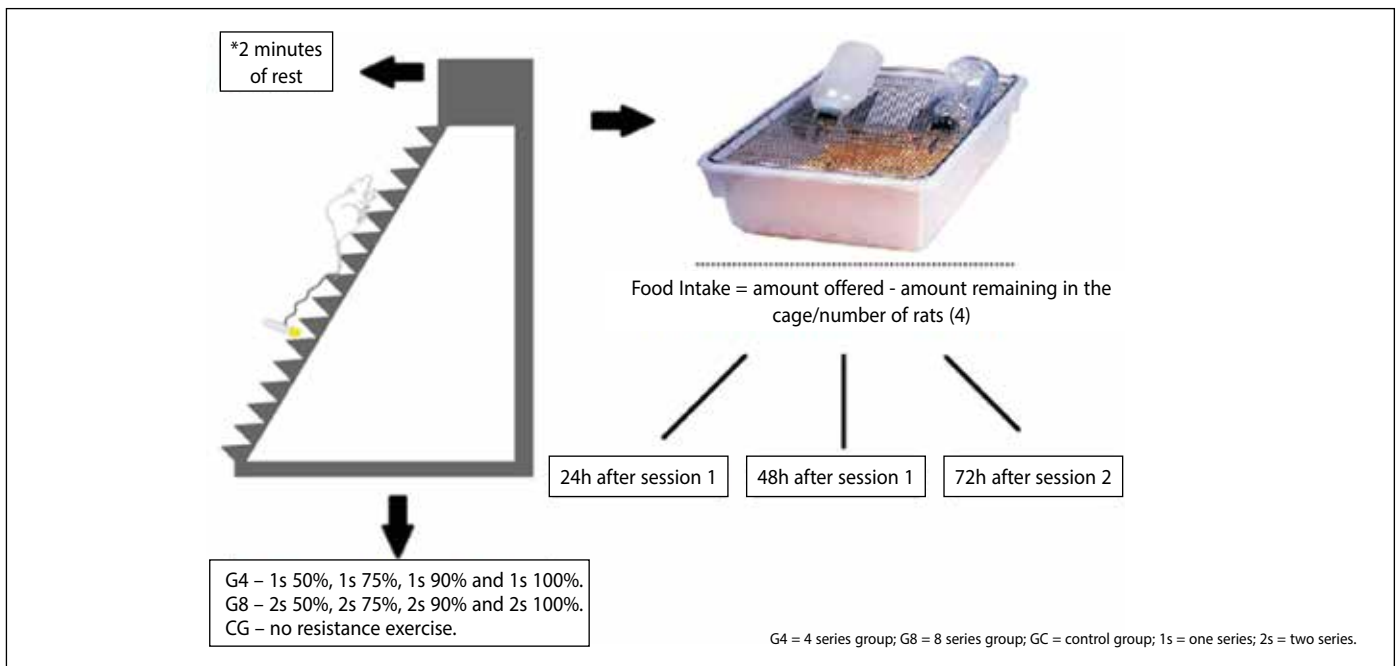 *2 minutes
of rest
Food Intake = amount offered - amount remaining in the
cage/number of rats (4)
24h after session 1
48h after session 1
72h after session 2
G4 – 1s 50%, 1s 75%, 1s 90% and 1s 100%.
G8 – 2s 50%, 2s 75%, 2s 90% and 2s 100%.
CG – no resistance exercise.
G4 = 4 series group; G8 = 8 series group; GC = control group; 1s = one series; 2s = two series.